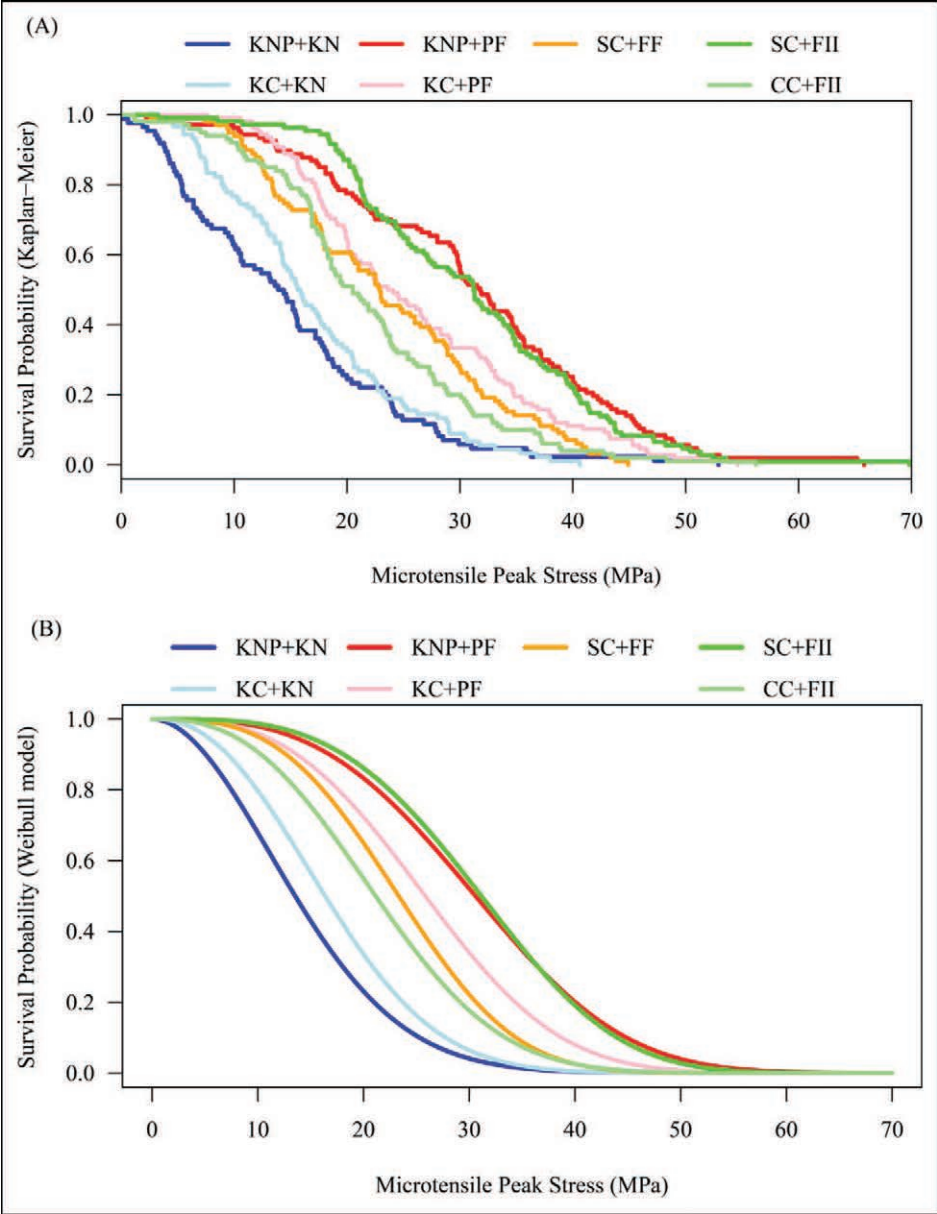 (A)
KNP+KN KNP+PF SC+FF SC+FII
KC+KN KC+PF CC+FII
1.0
0.8
0.6
0.4
0.2
0.0
Survival Probability (Kaplan−Meier)
0 10 20 30 40 50 60 70
Microtensile Peak Stress (MPa)
(B)
KNP+KN KNP+PF SC+FF SC+FII
KC+KN KC+PF CC+FII
1.0
0.8
0.6
0.4
0.2
0.0
Survival Probability (Weibull model)
0 10 20 30 40 50 60 70
Microtensile Peak Stress (MPa)